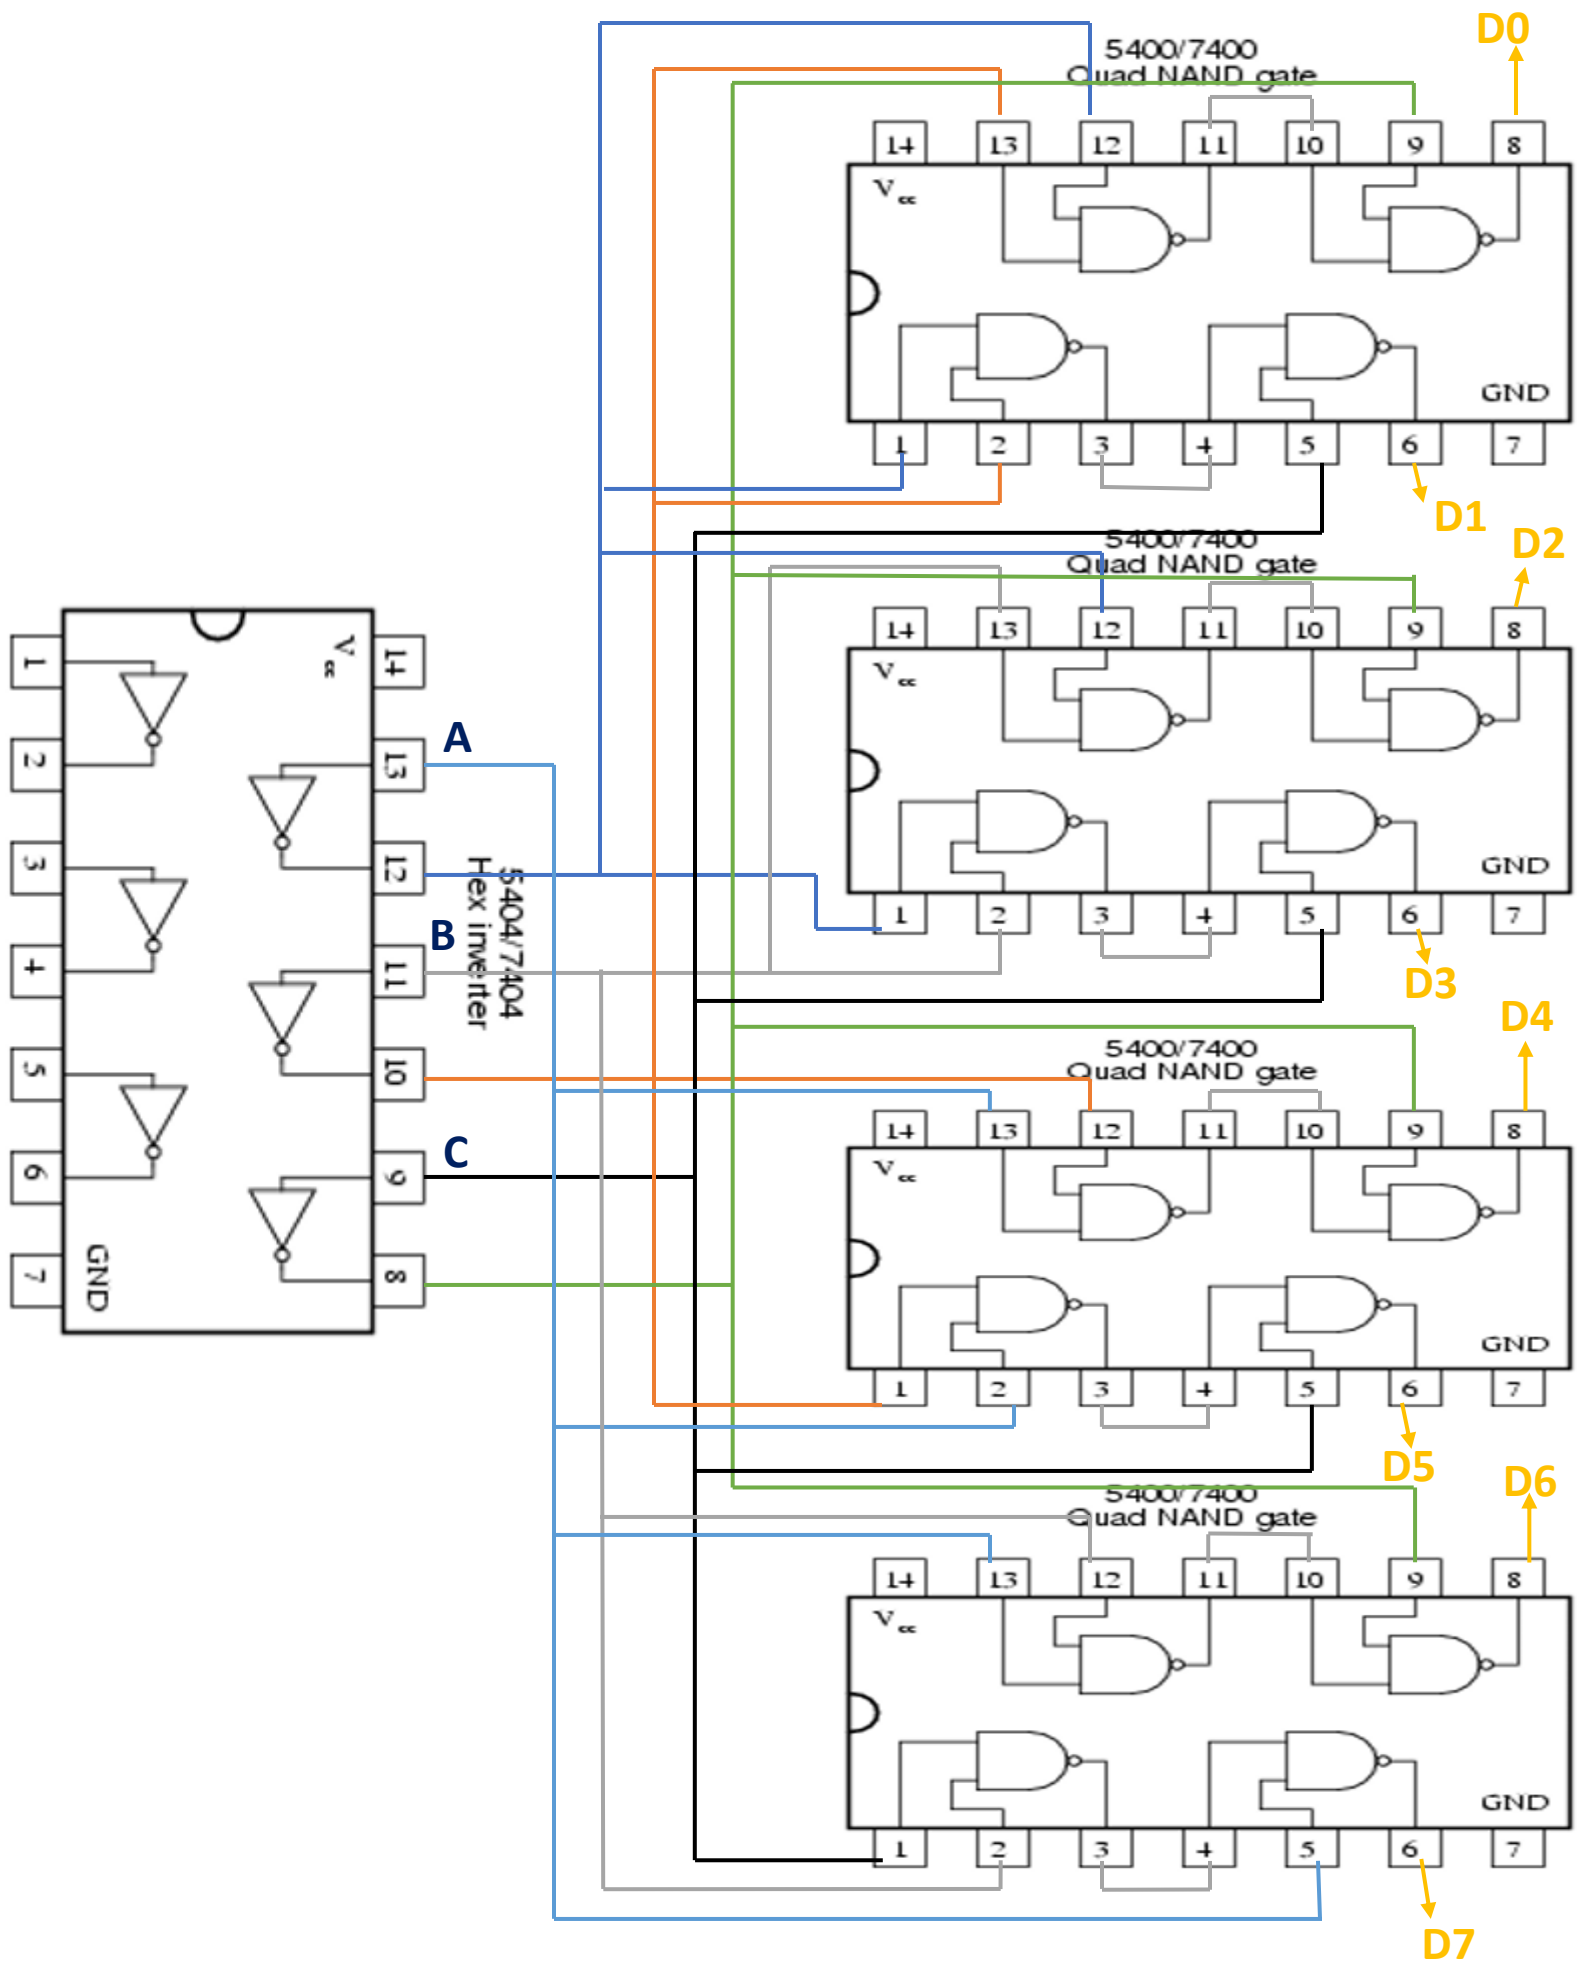 D0
5400/7400
Quad NAND gate
14 13 12 11 10 9 8
Vcc
GND
1 2 3 4 5 6 7
D1
D2
5400/7400
Quad NAND gate
14 13 12 11 10 9 8
Vcc
GND
1 2 3 4 5 6 7
D3
1 2 3 4 5 6 7
Vcc
GND
14 13 12 11 10 9 8
A
B
C
5404/7404
Hex inverter
D4
5400/7400
Quad NAND gate
14 13 12 11 10 9 8
Vcc
GND
1 2 3 4 5 6 7
D5
D6
5400/7400
Quad NAND gate
14 13 12 11 10 9 8
Vcc
GND
1 2 3 4 5 6 7
D7